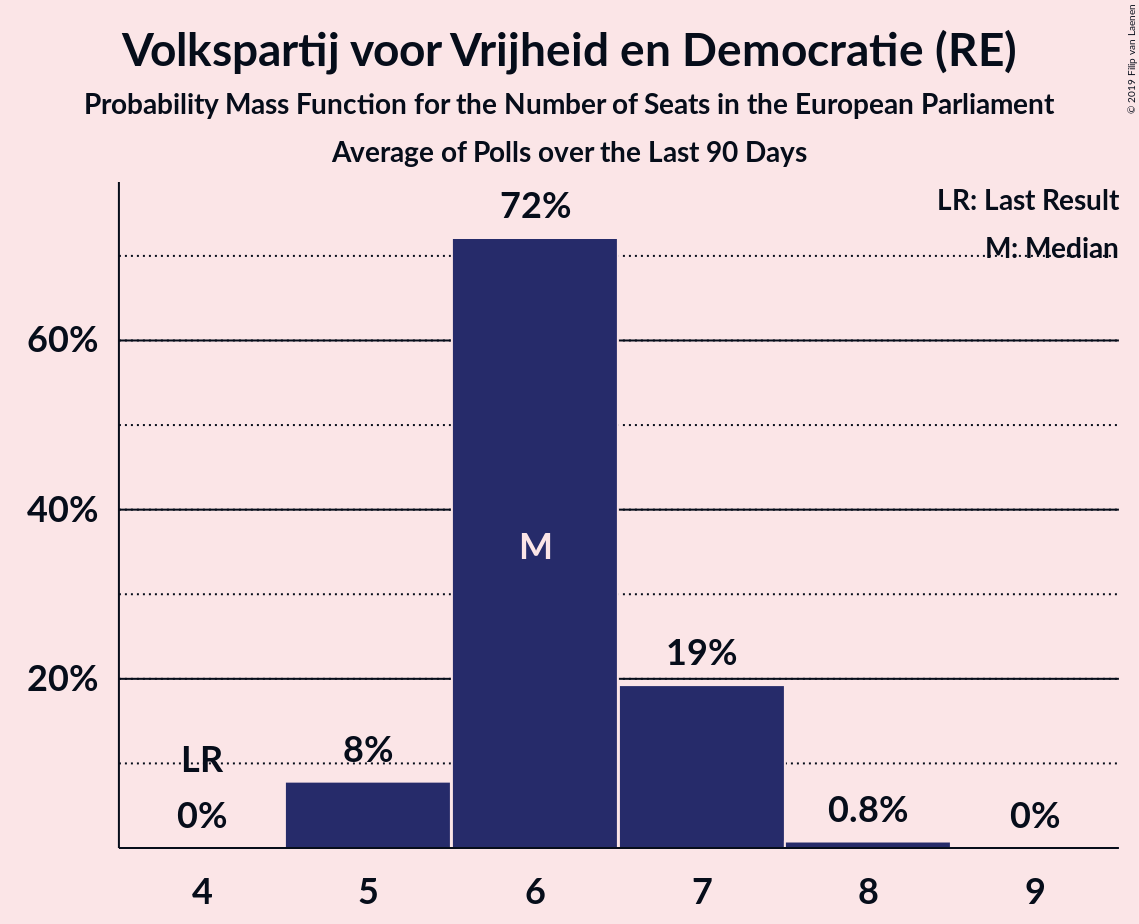 Volkspartij voor Vrijheid en Democratie (RE)
Probability Mass Function for the Number of Seats in the European Parliament
Average of Polls over the Last 90 Days
© 2019 Filip van Laenen
LR: Last Result
M: Median
72%
60%
40%
M
20%
19%
LR
8%
0%
0.8%
0%
4 5 6 7 8 9